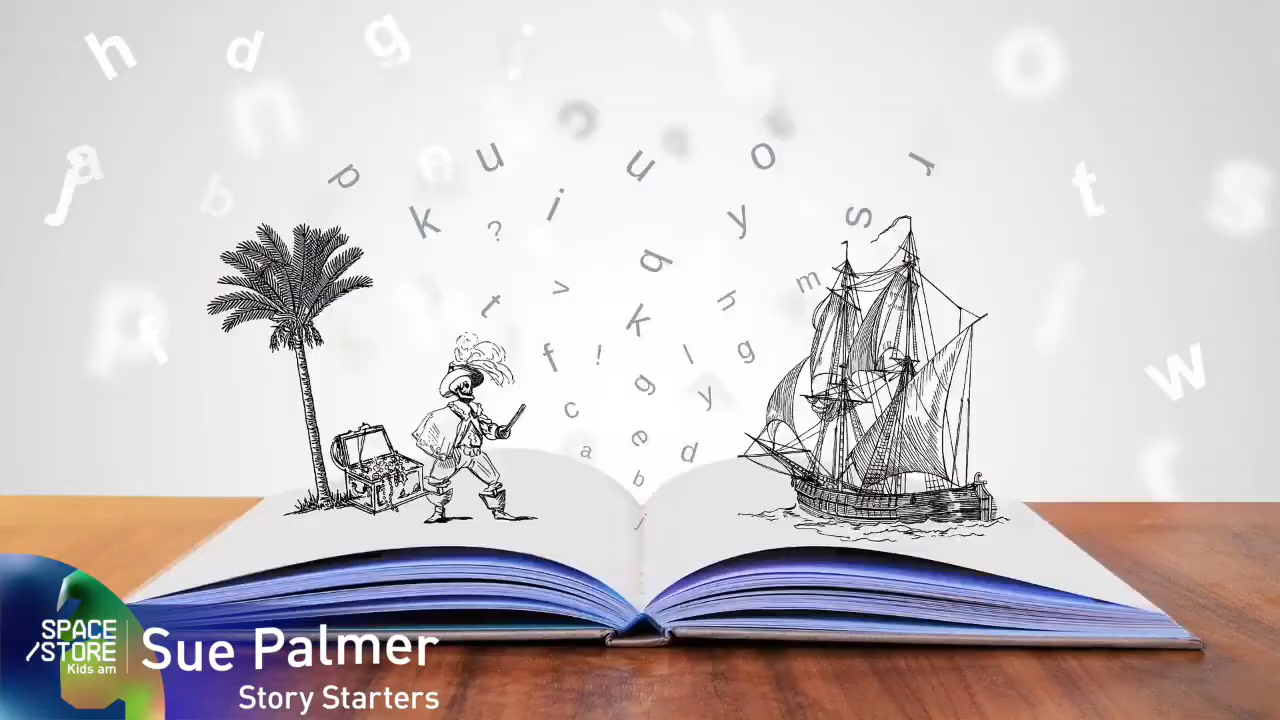 h d g i o
n c
p u e u o r a t s
j b k ? i y s
q
t v k h m
p a f ! l g w
g y
c e d
a b
j
SPACE
/STORE
Kids am
Sue Palmer
Story Starters